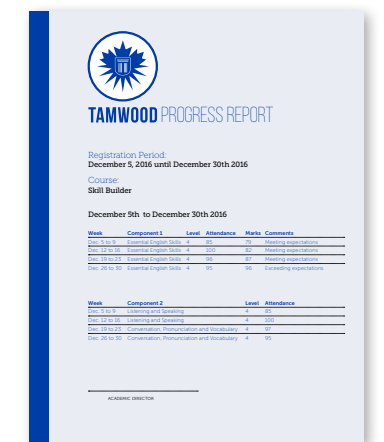 TAMWOOD PROGRESS REPORT
Registration Period:
December 5, 2016 until December 30th 2016
Course:
Skill Builder
December 5th to December 30th 2016
Week Component 1 Level Attendance Marks Comments
Dec. 5 to 9 Essential English Skills 4 85 79 Meeting expectations
Dec. 12 to 16 Essential English Skills 4 100 82 Meeting expectations
Dec. 19 to 23 Essential English Skills 4 96 87 Meeting expectations
Dec. 26 to 30 Essential English Skills 4 95 96 Exceeding expectations
Week Component 2 Level Attendance
Dec. 5 to 9 Listening and Speaking 4 85
Dec. 12 to 16 Listening and Speaking 4 100
Dec. 19 to 23 Conversation, Pronunciation and Vocabulary 4 97
Dec. 26 to 30 Conversation, Pronunciation and Vocabulary 4 95
ACADEMIC DIRECTOR